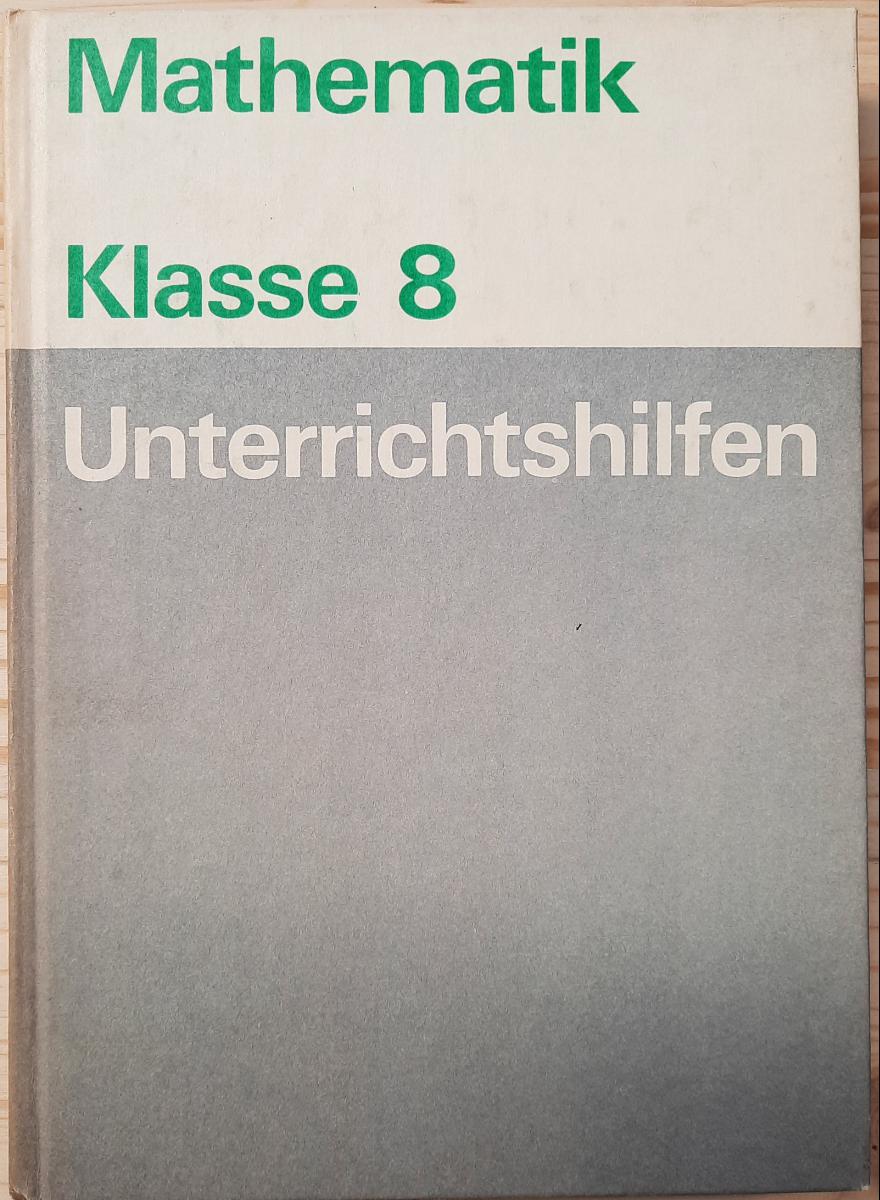 Mathematik
Klasse 8
Unterrichtshilfen